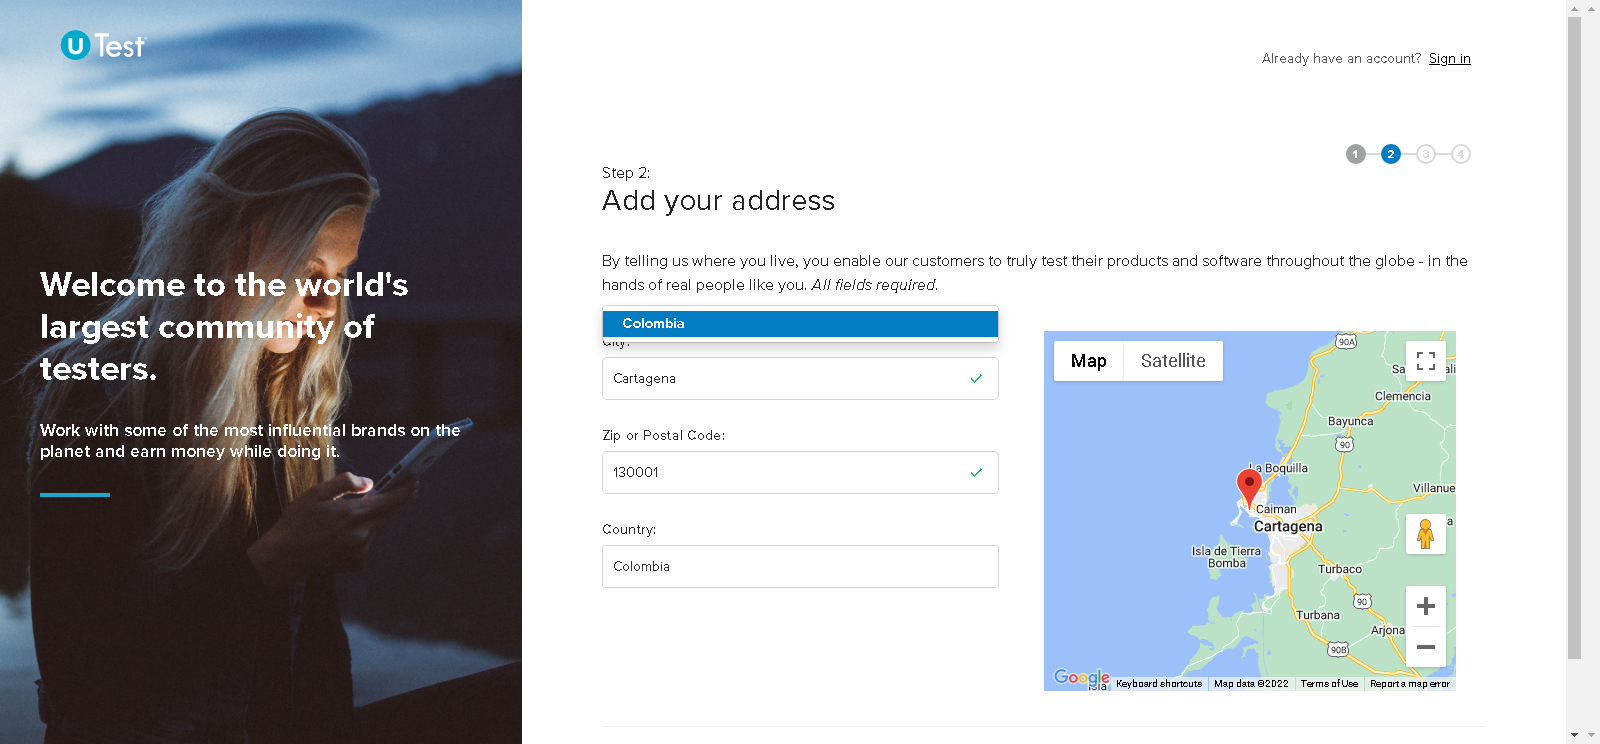 U Test
Already have an account? Sign in
1 2 3 4
Step 2:
Add your address
By telling us where you live, you enable our customers to truly test their products and software throughout the globe - in the
hands of real people like you. All fields required.
Welcome to the world's
largest community of
testers.
Work with some of the most influential brands on the
planet and earn money while doing it.
Colombia
City:
Cartagena
Zip or Postal Code:
130001
Country:
Colombia
Map Satellite
90A
Clemencia
Bayunca
90
La Boquilla
Villanue
Caiman
Cartagena
Isla de Tierra
Bomba
Turbaco
90
Turbana
Arjona
90B
Google
Keyboard shortcuts Map data ©2022 Terms of Use Report a map error